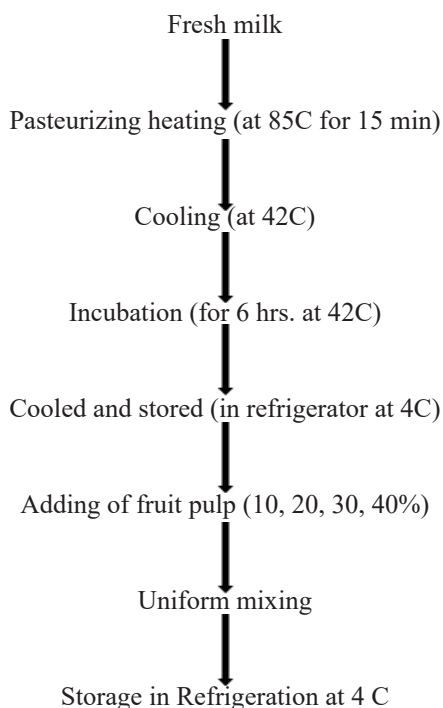 Fresh milk
Pasteurizing heating (at 85C for 15 min)
Cooling (at 42C)
Incubation (for 6 hrs. at 42C)
Cooled and stored (in refrigerator at 4C)
Adding of fruit pulp (10, 20, 30, 40%)
Uniform mixing
Storage in Refrigeration at 4 C